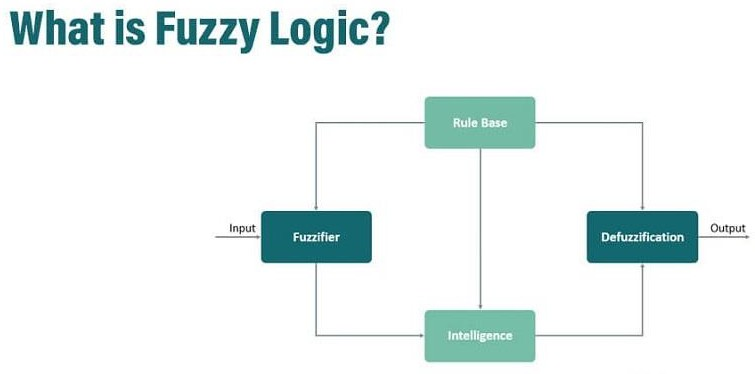 What is Fuzzy Logic?
Rule Base
Input
Fuzzifier
Defuzzification
Output
Intelligence